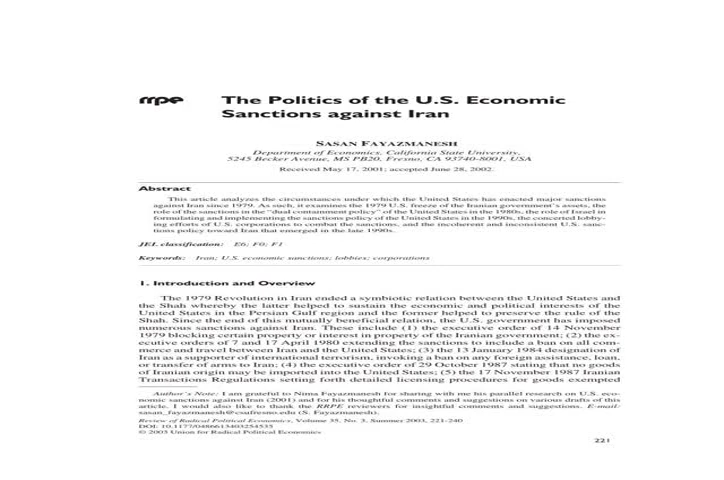 rrpe
The Politics of the U.S. Economic
Sanctions against Iran
SASAN FAYAZMANESH
Department of Economics, California State University,
5245 Becker Avenue, MS PB20, Fresno, CA 93740-8001, USA
Received May 17, 2001; accepted June 28, 2002
Abstract
This article analyzes the circumstances under which the United States has enacted major sanctions
against Iran since 1979. As such, it examines the 1979 U.S. freeze of the Iranian government's assets, the
role of the sanctions in the "dual containment policy" of the United States in the 1980s, the role of Israel in
formulating and implementing the sanctions policy of the United States in the 1990s, the concerted lobby-
ing efforts of U.S. corporations to combat the sanctions, and the incoherent and inconsistent U.S. sanc-
tions policy toward Iran that emerged in the late 1990s.
JEL classification: E6; F0; F1
Keywords: Iran; U.S. economic sanctions; lobbies; corporations
1. Introduction and Overview
The 1979 Revolution in Iran ended a symbiotic relation between the United States and
the Shah whereby the latter helped to sustain the economic and political interests of the
United States in the Persian Gulf region and the former helped to preserve the rule of the
Shah. Since the end of this mutually beneficial relation, the U.S. government has imposed
numerous sanctions against Iran. These include (1) the executive order of 14 November
1979 blocking certain property or interest in property of the Iranian government; (2) the ex-
ecutive orders of 7 and 17 April 1980 extending the sanctions to include a ban on all com-
merce and travel between Iran and the United States; (3) the 13 January 1984 designation of
Iran as a supporter of international terrorism, invoking a ban on any foreign assistance, loan,
or transfer of arms to Iran; (4) the executive order of 29 October 1987 stating that no goods
of Iranian origin may be imported into the United States; (5) the 17 November 1987 Iranian
Transactions Regulations setting forth detailed licensing procedures for goods exempted
Author's Note: I am grateful to Nima Fayazmanesh for sharing with me his parallel research on U.S. eco-
nomic sanctions against Iran (2001) and for his thoughtful comments and suggestions on various drafts of this
article. I would also like to thank the RRPE reviewers for insightful comments and suggestions. E-mail:
sasan_fayazmanesh@csufresno.edu (S. Fayazmanesh).
Review of Radical Political Economics, Volume 35, No. 3, Summer 2003, 221-240
DOI: 10.1177/0486613403254535
© 2003 Union for Radical Political Economics
221